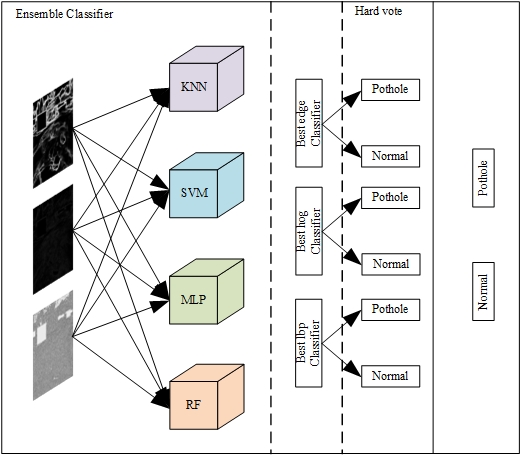 Ensemble Classifier
Hard vote
KNN
SVM
MLP
RF
Best edge
Classifier
Pothole
Normal
Best hog
Classifier
Pothole
Normal
Best lbp
Classifier
Pothole
Normal
Pothole
Normal